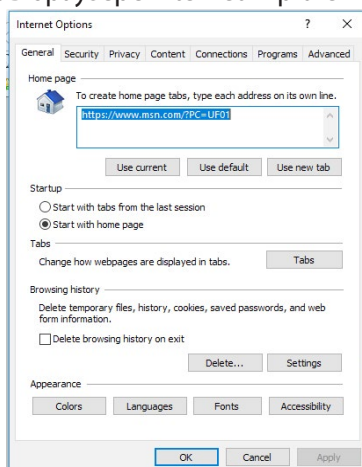 Internet Options
? ×
General Security Privacy Content Connections Programs Advanced
Home page
To create home page tabs, type each address on its own line.
https://www.msn.com/?PC=UF01
Use current Use default Use new tab
Startup
Start with tabs from the last session
Start with home page
Tabs
Change how webpages are displayed in tabs.
Tabs
Browsing history
Delete temporary files, history, cookies, saved passwords, and web
form information.
Delete browsing history on exit
Delete... Settings
Appearance
Colors Languages Fonts Accessibility
OK Cancel Apply